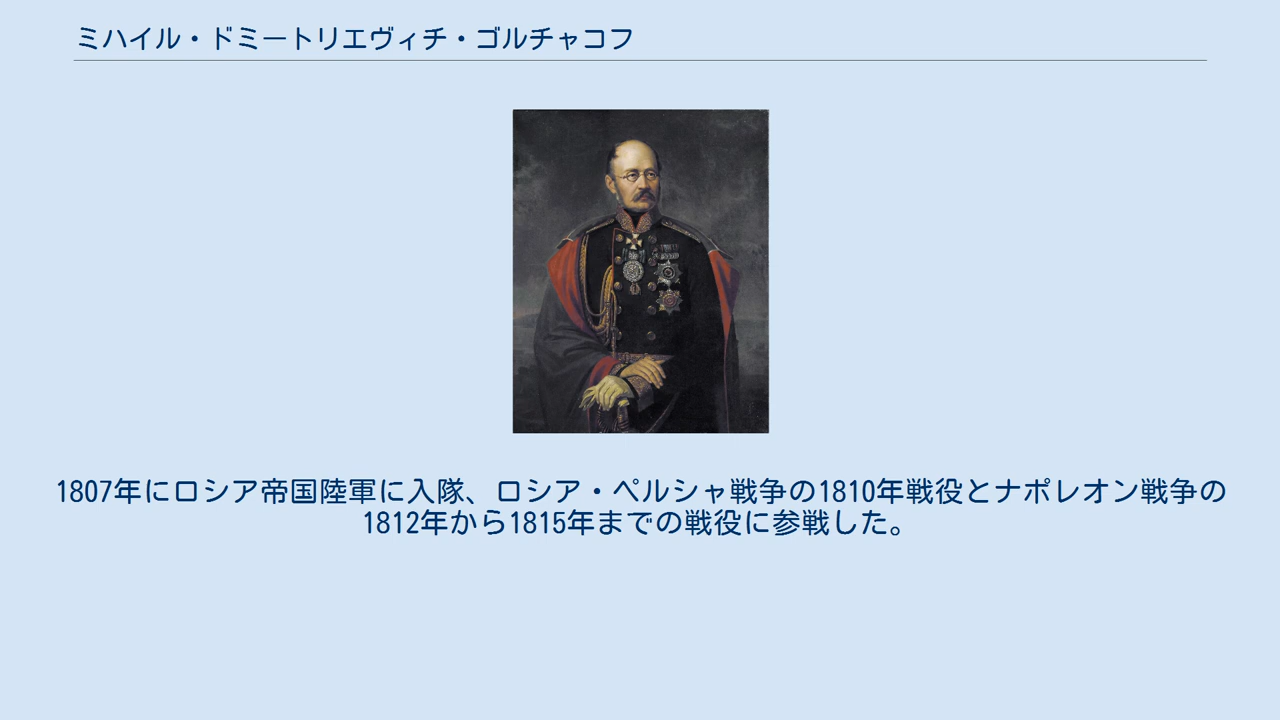 ミハイル・ドミートリエヴィチ・ゴルチャコフ
1807年にロシア帝国陸軍に入隊、ロシア・ペルシャ戦争の1810年戦役とナポレオン戦争の
1812年から1815年までの戦役に参戦した。